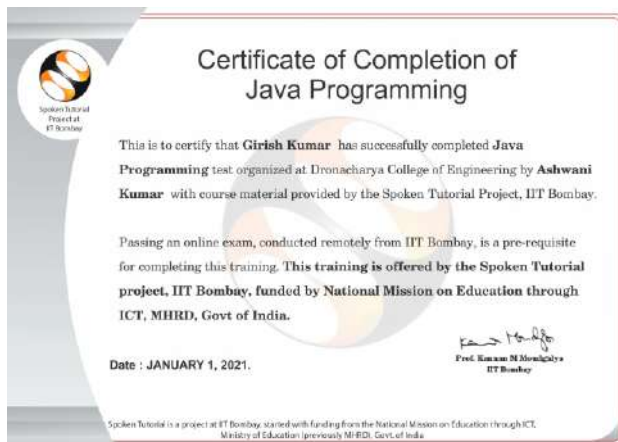 Certificate of Completion of
Java Programming
Spoken Tutorial
Project at
IIT Bombay
This is to certify that Girish Kumar has successfully completed Java
Programming test organized at Dronacharya College of Engineering by Ashwani
Kumar with course material provided by the Spoken Tutorial Project, IIT Bombay.
Passing an online exam, conducted remotely from IIT Bombay, is a pre-requisite
for completing this training. This training is offered by the Spoken Tutorial
project, IIT Bombay, funded by National Mission on Education through
ICT, MHRD, Govt of India.
Date : JANUARY 1, 2021.
Prof. Kannan M Moudgalya
IIT Bombay
Spoken Tutorial is a project at IIT Bombay, started with funding from the National Mission on Education through ICT,
Ministry of Education (previously MHRD), Govt. of India